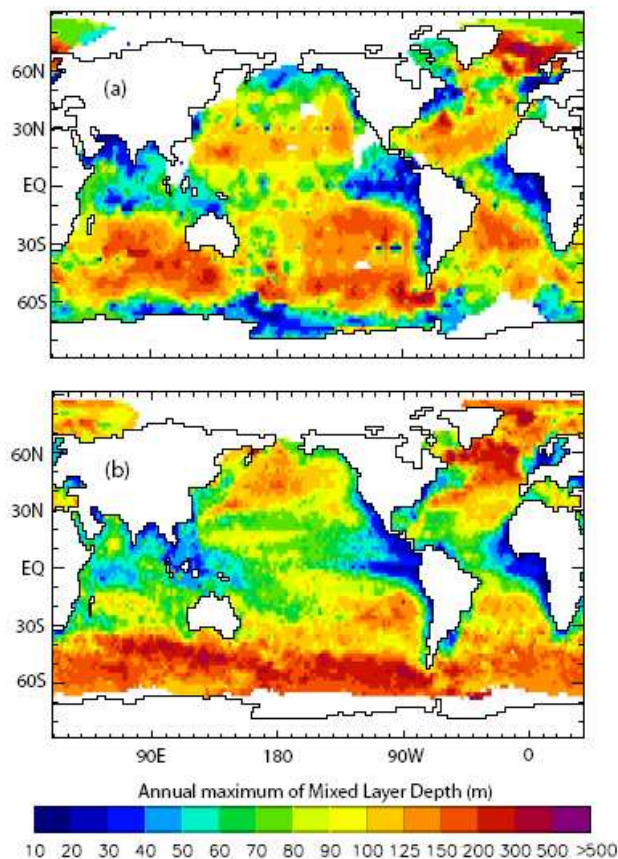 60N
(a)
30N
EQ
30S
60S
60N
(b)
30N
EQ
30S
60S
90E 180 90W 0
Annual maximum of Mixed Layer Depth (m)
10 20 30 40 50 60 70 80 90 100 125 150 200 300 500 >500